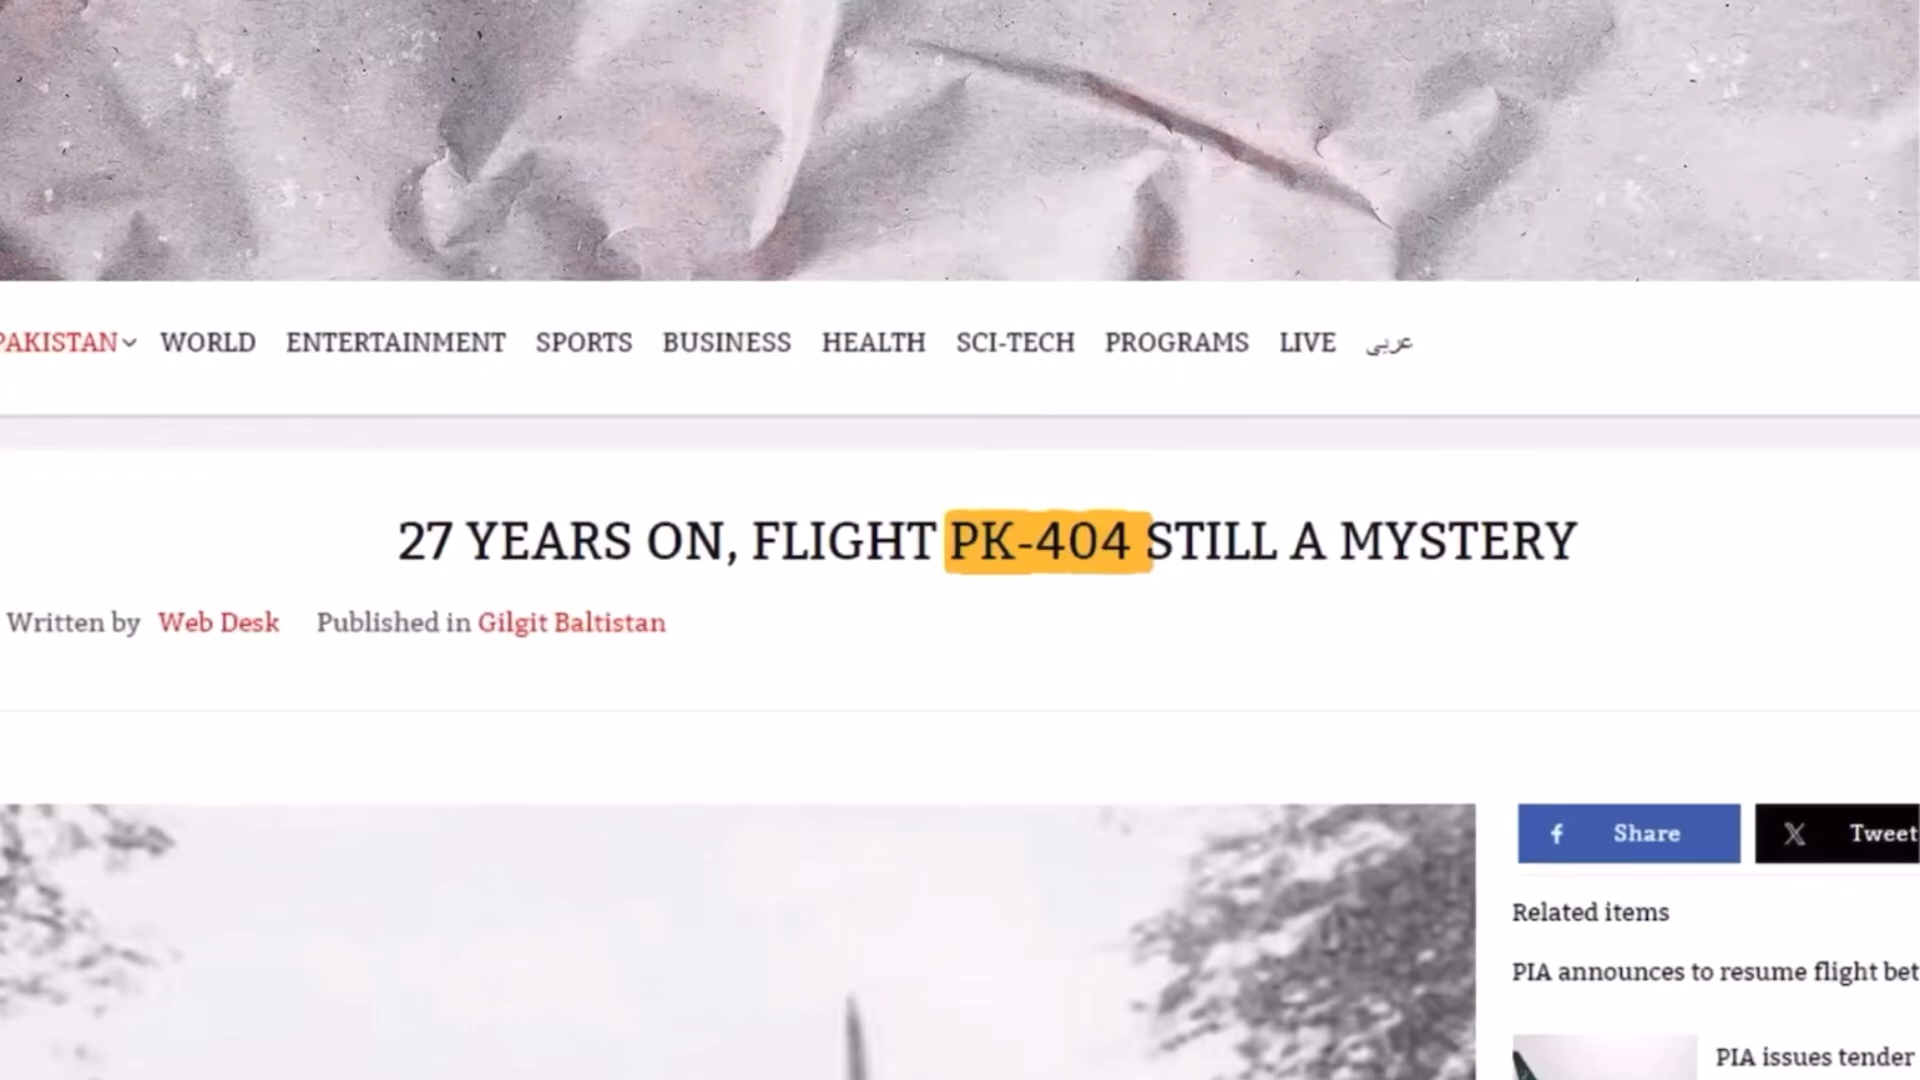 PAKISTAN WORLD ENTERTAINMENT SPORTS BUSINESS HEALTH SCI-TECH PROGRAMS LIVE عربی
27 YEARS ON, FLIGHT PK-404 STILL A MYSTERY
Written by Web Desk Published in Gilgit Baltistan
f Share X Tweet
Related items
PIA announces to resume flight bet
PIA issues tender